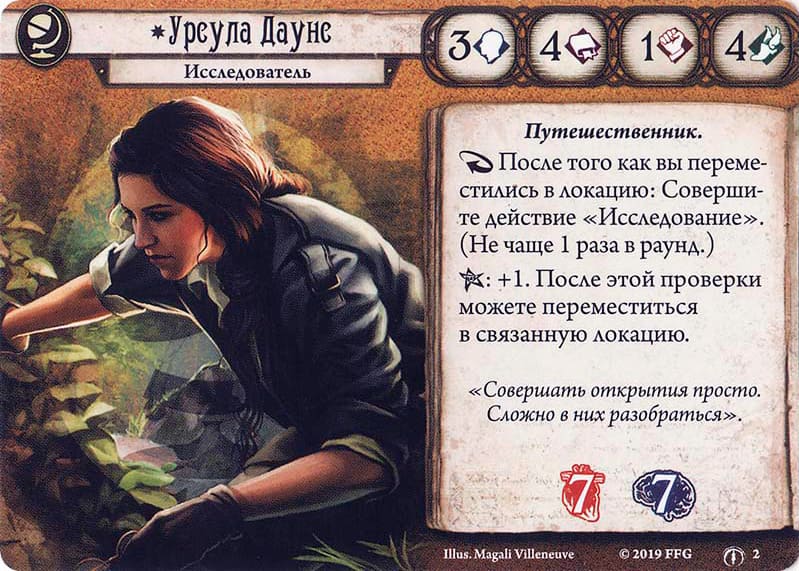 Урсула Даунс
Исследователь
3 4 1 4
Путешественник.
После того как вы переме-
стились в локацию: Соверши-
те действие «Исследование».
(Не чаще 1 раза в раунд.)
: +1. После этой проверки
можете переместиться
в связанную локацию.
«Совершать открытия просто.
Сложно в них разобраться».
7 7
Illus. Magali Villeneuve © 2019 FFG 2